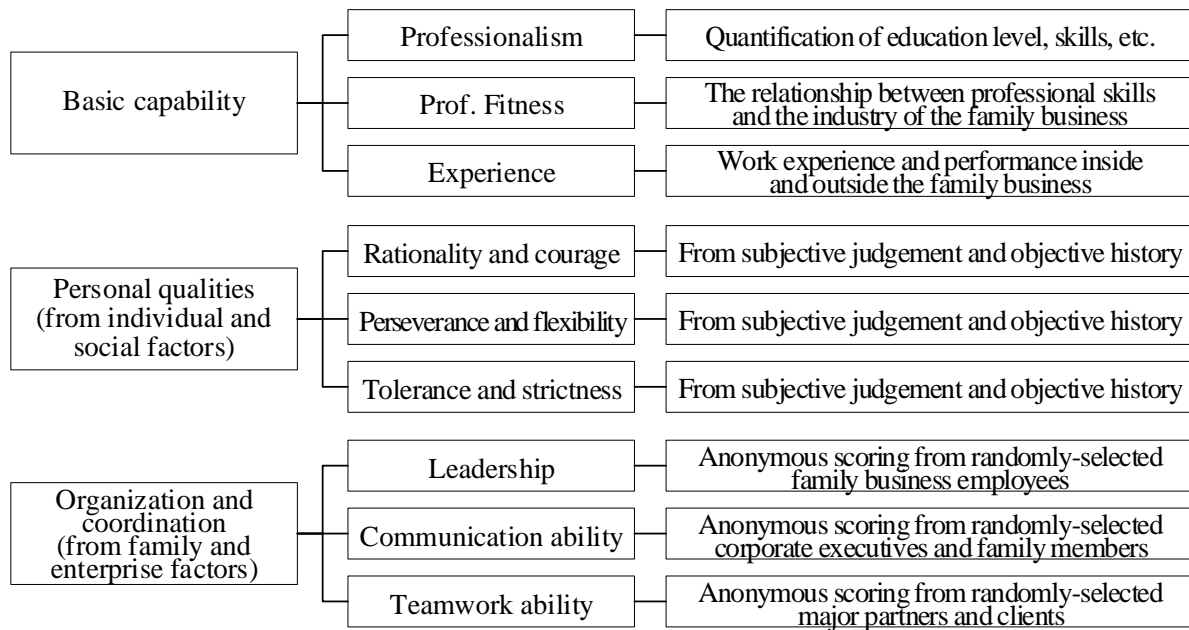 Basic capability
Professionalism
Quantification of education level, skills, etc.
Prof. Fitness
The relationship between professional skills
and the industry of the family business
Experience
Work experience and performance inside
and outside the family business
Personal qualities
(from individual and
social factors)
Rationality and courage
From subjective judgement and objective history
Perseverance and flexibility
From subjective judgement and objective history
Tolerance and strictness
From subjective judgement and objective history
Organization and
coordination
(from family and
enterprise factors)
Leadership
Anonymous scoring from randomly-selected
family business employees
Communication ability
Anonymous scoring from randomly-selected
corporate executives and family members
Teamwork ability
Anonymous scoring from randomly-selected
major partners and clients